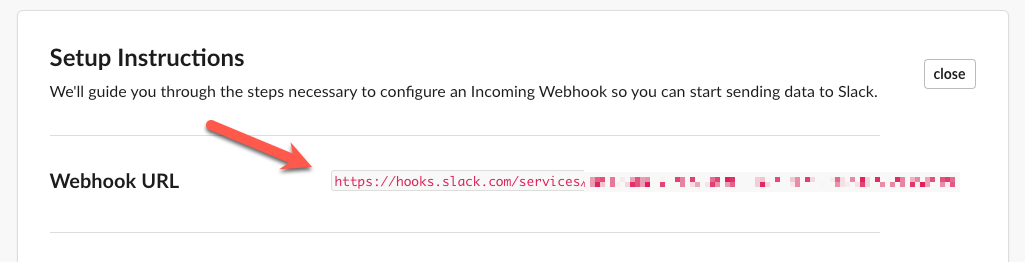 Setup Instructions
close
We'll guide you through the steps necessary to configure an Incoming Webhook so you can start sending data to Slack.
Webhook URL
https://hooks.slack.com/services/